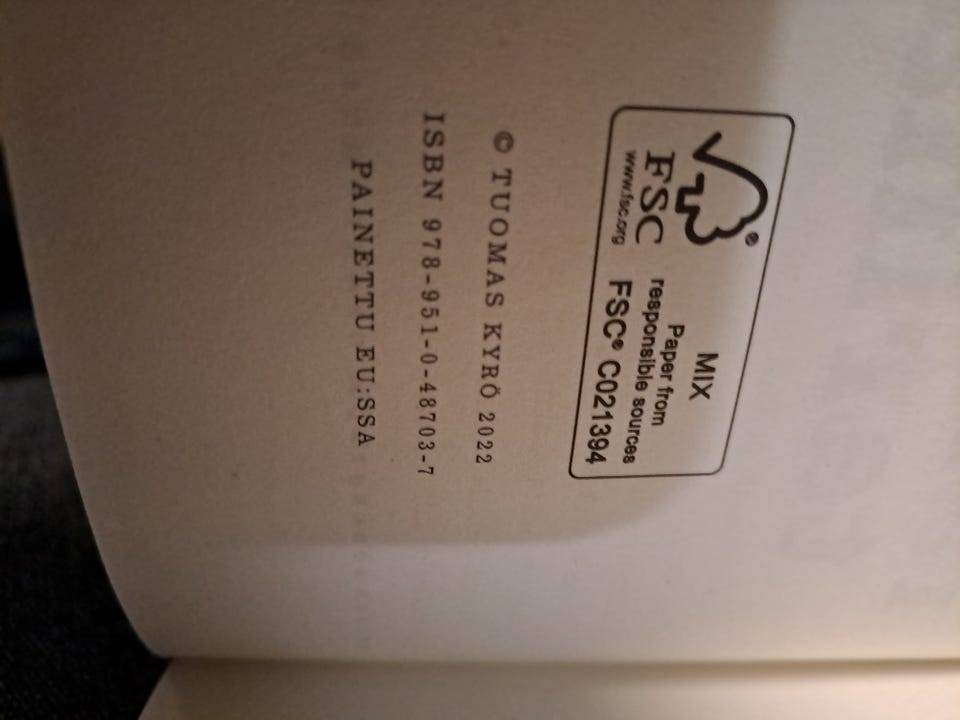 FSC®
www.fsc.org
MIX
Paper from
responsible sources
FSC® C021394
© TUOMAS KYRÖ 2022
ISBN 978-951-0-48703-7
PAINETTU EU:SSA